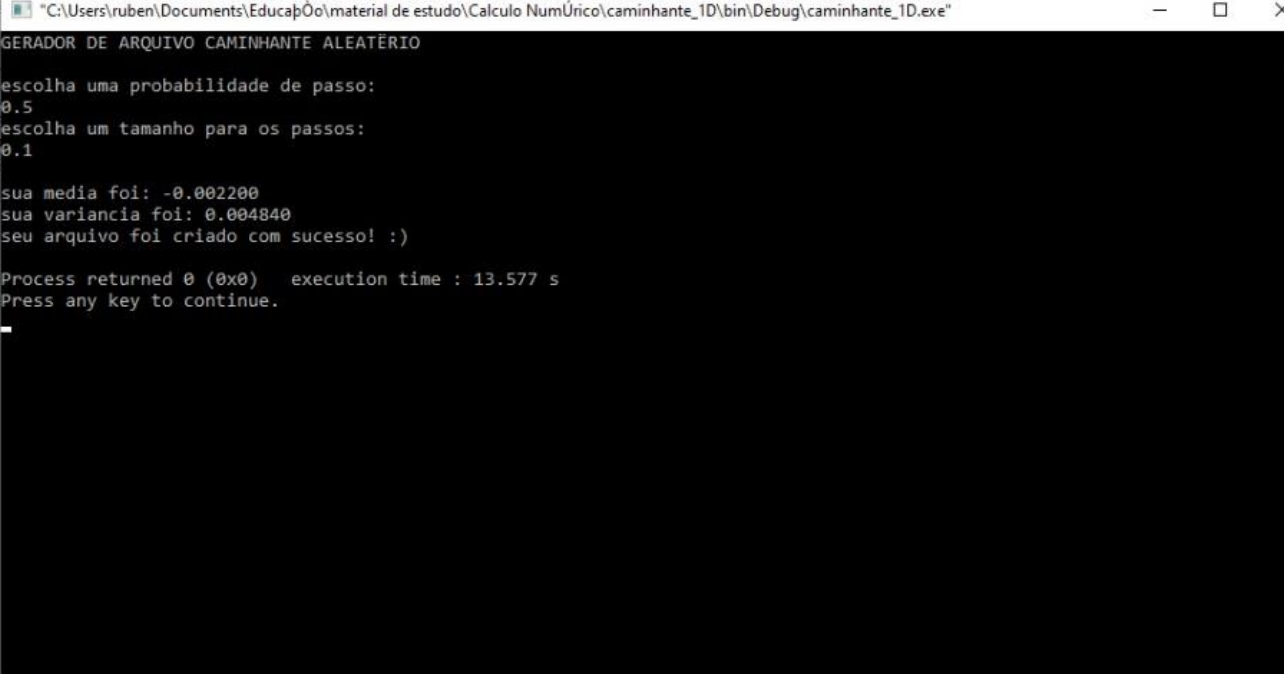 "C:\Users\ruben\Documents\EducaþÒo\material de estudo\Calculo NumÚrico\caminhante_1D\bin\Debug\caminhante_1D.exe"
GERADOR DE ARQUIVO CAMINHANTE ALEATËRIO
escolha uma probabilidade de passo:
0.5
escolha um tamanho para os passos:
0.1
sua media foi: -0.002200
sua variancia foi: 0.004840
seu arquivo foi criado com sucesso! :)
Process returned 0 (0x0)   execution time : 13.577 s
Press any key to continue.